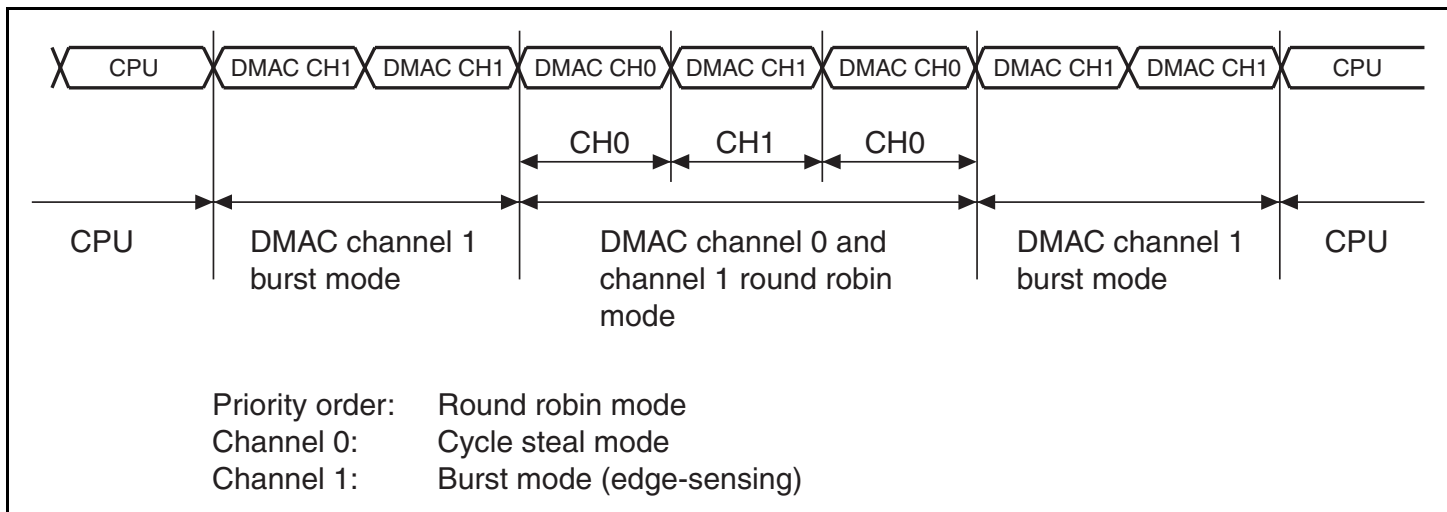 CPU DMAC CH1 DMAC CH1 DMAC CH0 DMAC CH1 DMAC CH0 DMAC CH1 DMAC CH1 CPU
CH0 CH1 CH0
CPU
DMAC channel 1
burst mode
DMAC channel 0 and
channel 1 round robin
mode
DMAC channel 1
burst mode
CPU
Priority order: Round robin mode
Channel 0: Cycle steal mode
Channel 1: Burst mode (edge-sensing)